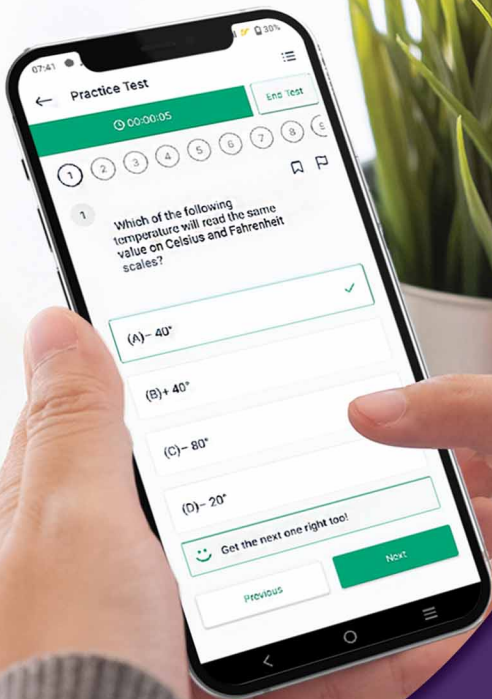 07:41
30%
← Practice Test
00:00:05
End Test
1 2 3 4 5 6 7 8 9
1
Which of the following
temperature will read the same
value on Celsius and Fahrenheit
scales?
(A)– 40°
(B)+ 40°
(C)– 80°
(D)– 20°
Get the next one right too!
Previous
Next